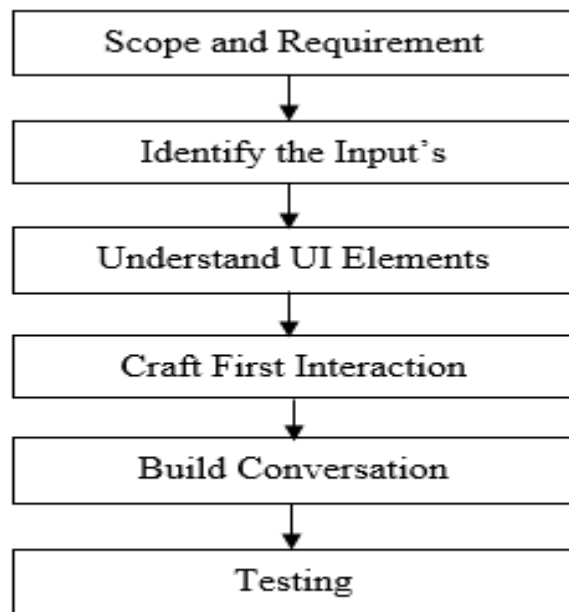 Scope and Requirement
Identify the Input’s
Understand UI Elements
Craft First Interaction
Build Conversation
Testing